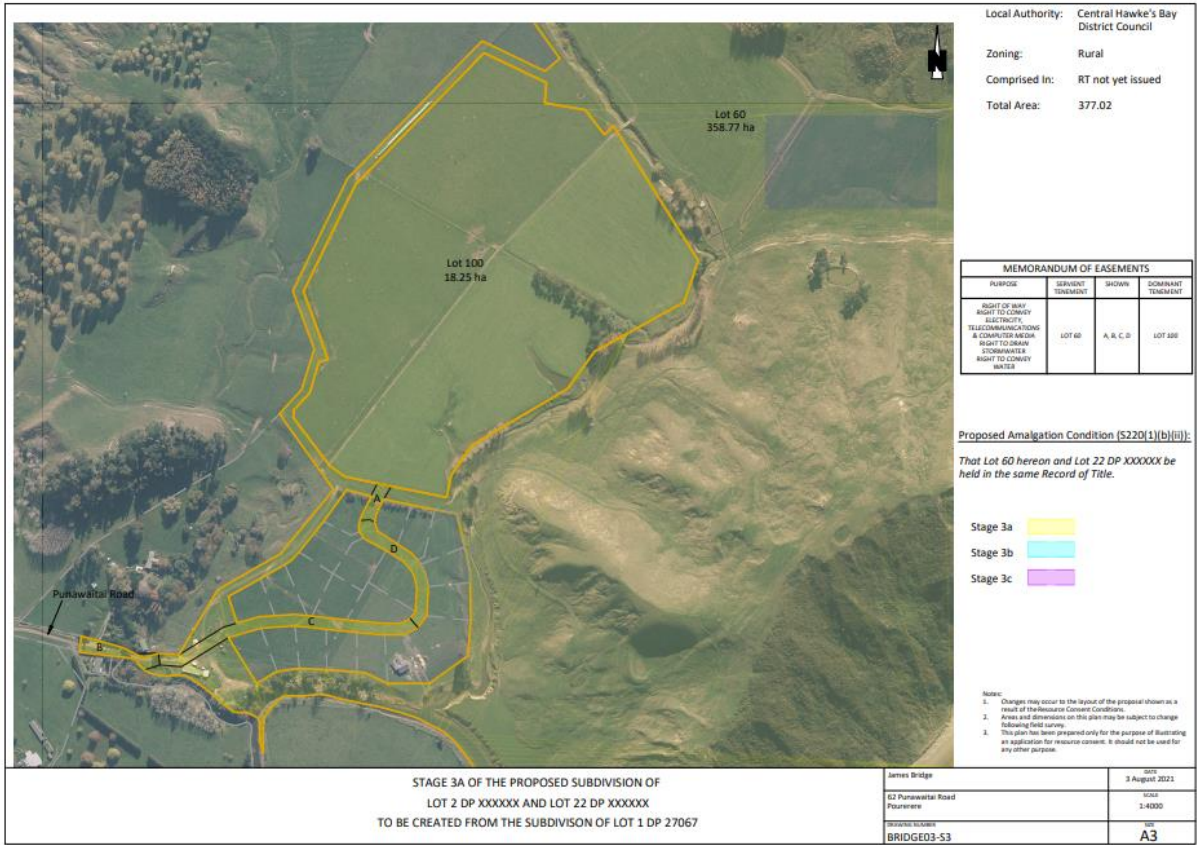 Local Authority: Central Hawke's Bay
District Council
Zoning: Rural
Comprised In: RT not yet issued
Total Area: 377.02
N
Lot 60
358.77 ha
Lot 100
18.25 ha
A
D
C
B
Punawaitai Road
MEMORANDUM OF EASEMENTS
PURPOSE SERVIENT TENEMENT SHOWN DOMINANT TENEMENT
RIGHT OF WAY
RIGHT TO CONVEY
ELECTRICITY,
TELECOMMUNICATIONS
& COMPUTER MEDIA
RIGHT TO DRAIN
STORMWATER
RIGHT TO CONVEY
WATER
LOT 60 A, B, C, D LOT 100
Proposed Amalgation Condition (S220(1)(b)(ii)):
That Lot 60 hereon and Lot 22 DP XXXXXX be
held in the same Record of Title.
Stage 3a
Stage 3b
Stage 3c
Notes:
1. Changes may occur to the layout of the proposal shown as a
result of theResource Consent Conditions.
2. Areas and dimensions on this plan may be subject to change
following field survey.
3. This plan has been prepared only for the purpose of illustrating
an application for resource consent. It should not be used for
any other purpose.
STAGE 3A OF THE PROPOSED SUBDIVISION OF
LOT 2 DP XXXXXX AND LOT 22 DP XXXXXX
TO BE CREATED FROM THE SUBDIVISON OF LOT 1 DP 27067
James Bridge
DATE
3 August 2021
62 Punawaitai Road
Pourerere
SCALE
1:4000
DRAWING NUMBER
BRIDGE03-S3
SIZE
A3